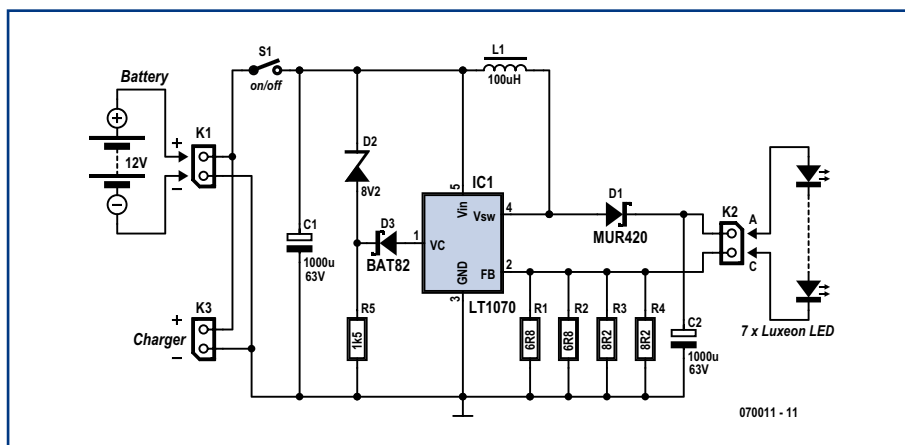 S1
on/off
L1
100uH
Battery
K1
+
12V
−
D2
8V2
IC1
5
Vin
Vsw
4
D1
MUR420
K2
A
C
C1
1000u
63V
D3
BAT82
1
VC
GND
FB
2
3
LT1070
R1
6R8
R2
6R8
R3
8R2
R4
8R2
C2
1000u
63V
7 x Luxeon LED
K3
+
Charger
−
R5
1k5
070011 - 11